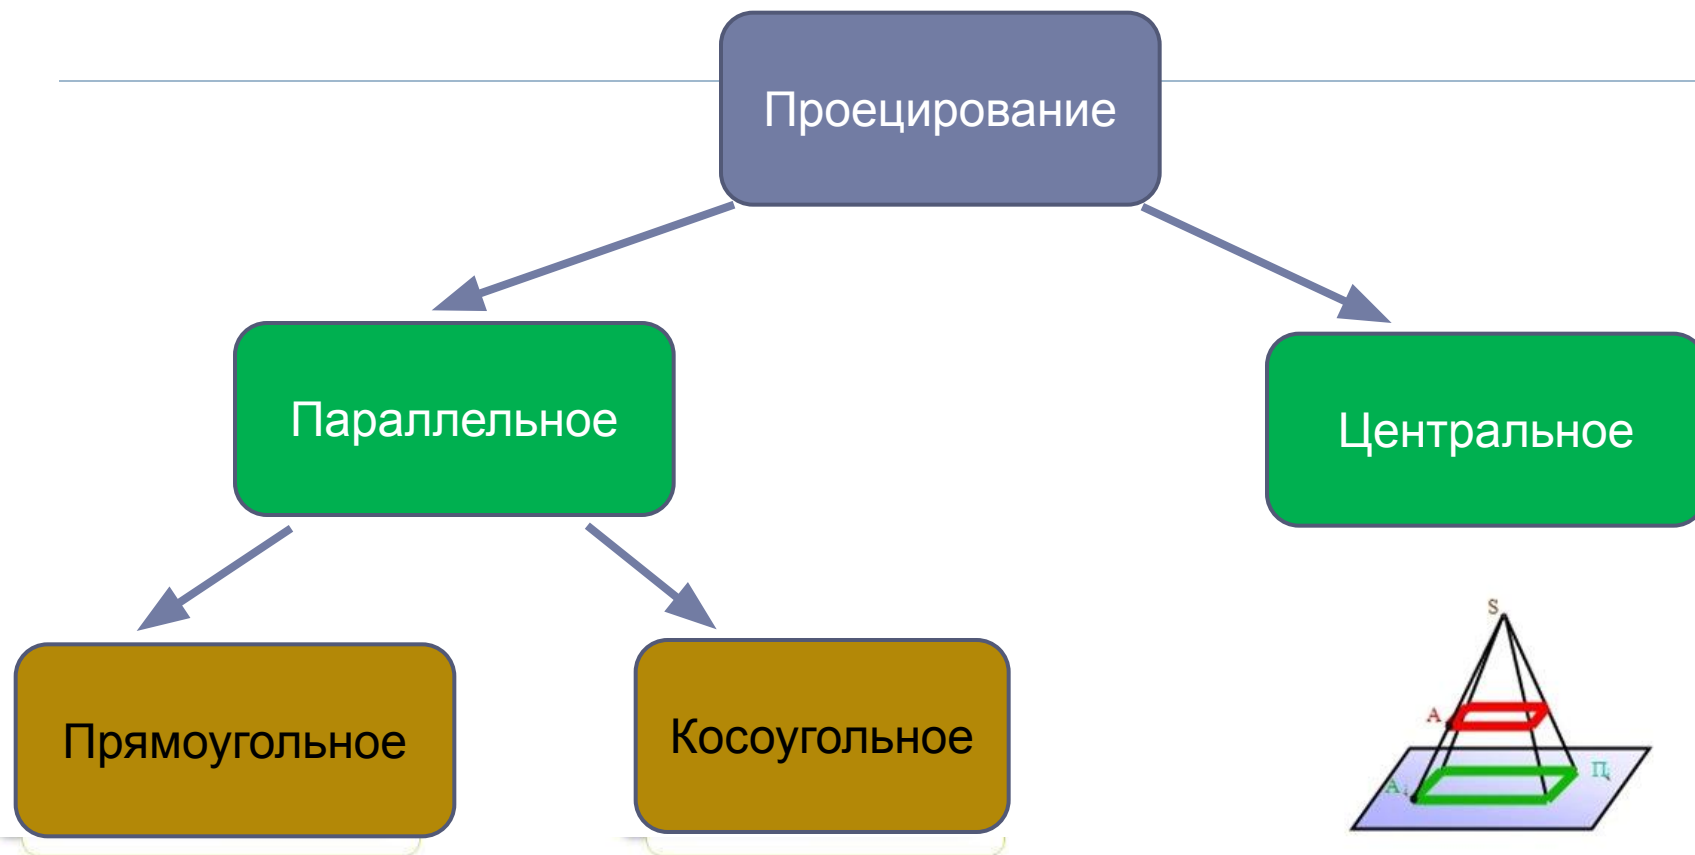 Проецирование
Параллельное
Центральное
Прямоугольное
Косоугольное
S
A
A
П